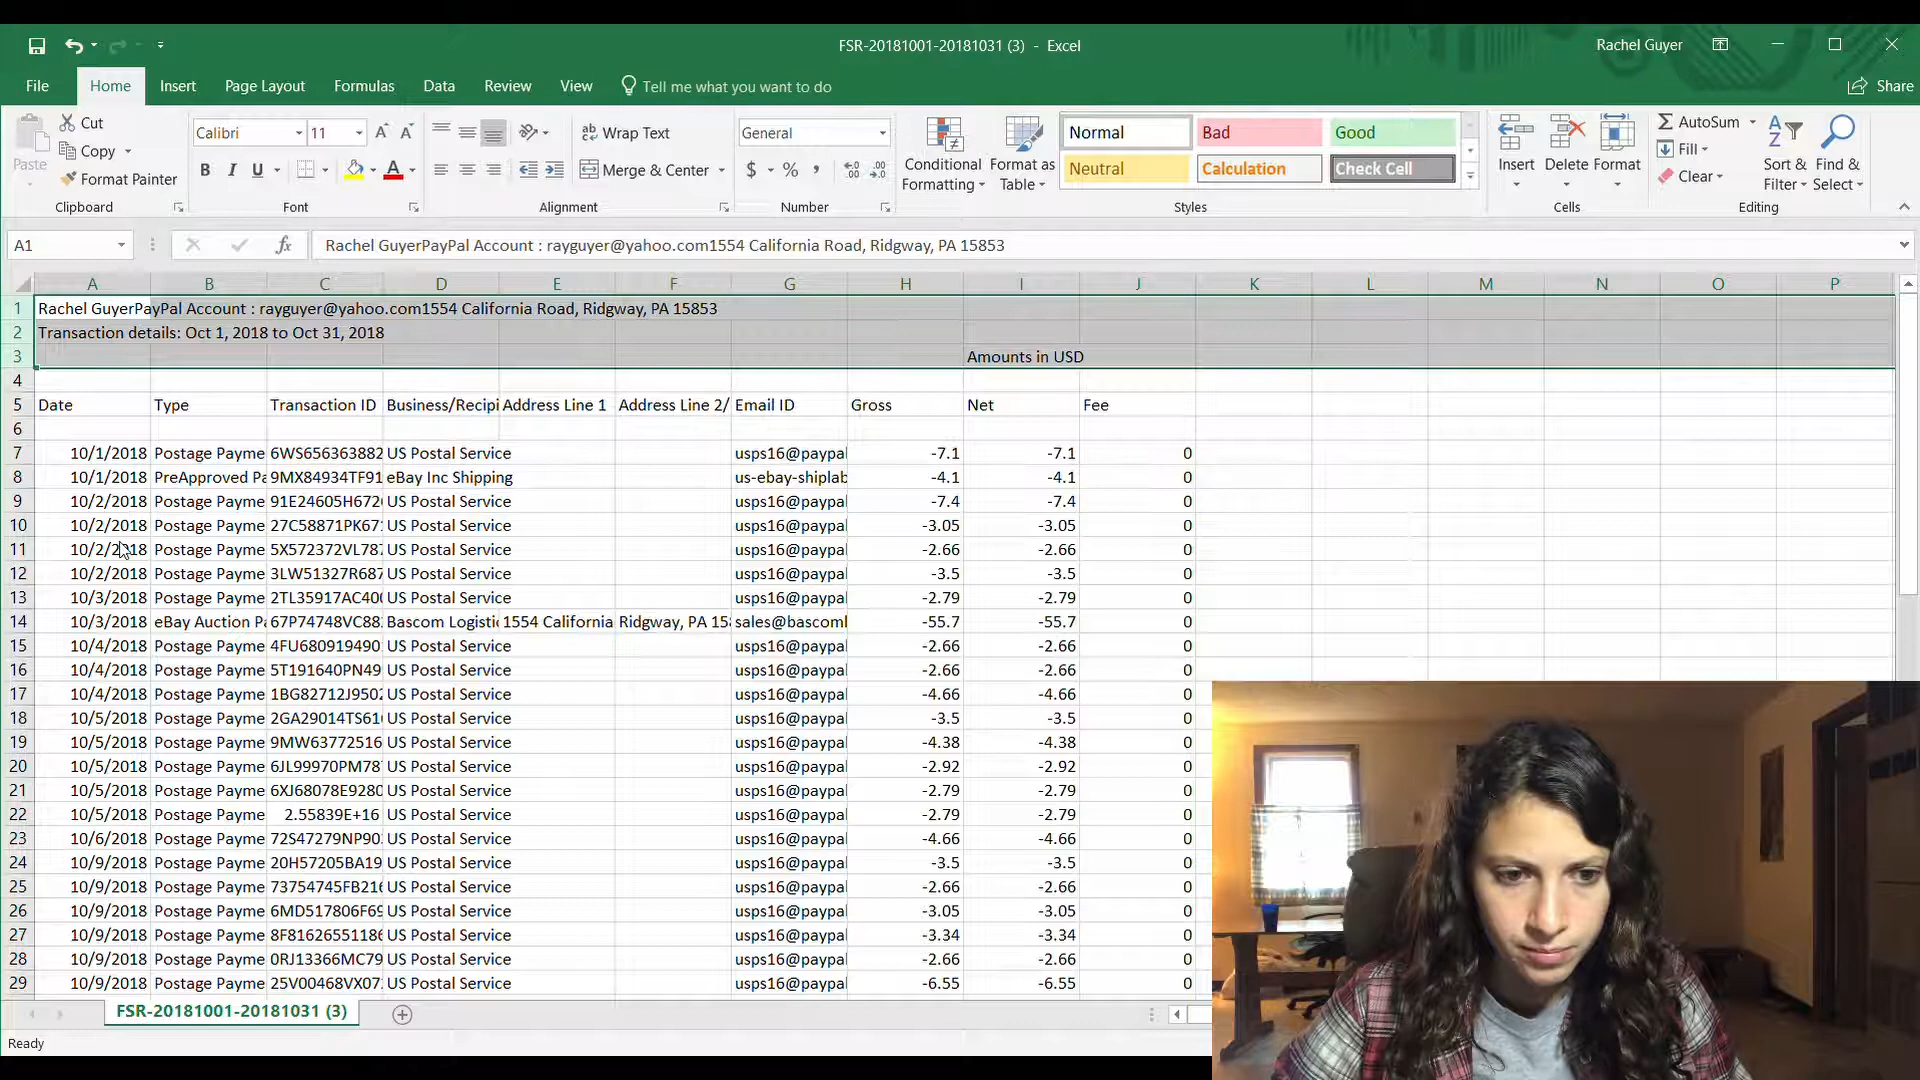 FSR-20181001-20181031 (3) - Excel
Rachel Guyer
File Home Insert Page Layout Formulas Data Review View Tell me what you want to do Share
Cut
Copy
Format Painter
Paste
Clipboard
Calibri 11
B I U
Font
Wrap Text
Merge & Center
Alignment
General
$ % ,
Number
Conditional Formatting
Format as Table
Normal Bad Good
Neutral Calculation Check Cell
Styles
Insert Delete Format
Cells
AutoSum
Fill
Clear
Sort & Filter
Find & Select
Editing
A1 fx Rachel GuyerPayPal Account : rayguyer@yahoo.com1554 California Road, Ridgway, PA 15853
A B C D E F G H I J K L M N O P
1 Rachel GuyerPayPal Account : rayguyer@yahoo.com1554 California Road, Ridgway, PA 15853
2 Transaction details: Oct 1, 2018 to Oct 31, 2018
3 Amounts in USD
4
5 Date Type Transaction ID Business/Recipi Address Line 1 Address Line 2/ Email ID Gross Net Fee
6
7 10/1/2018 Postage Payme 6WS656363882 US Postal Service usps16@paypal -7.1 -7.1 0
8 10/1/2018 PreApproved Pa 9MX84934TF91 eBay Inc Shipping us-ebay-shiplab -4.1 -4.1 0
9 10/2/2018 Postage Payme 91E24605H672 US Postal Service usps16@paypal -7.4 -7.4 0
10 10/2/2018 Postage Payme 27C58871PK67 US Postal Service usps16@paypal -3.05 -3.05 0
11 10/2/2018 Postage Payme 5X572372VL787 US Postal Service usps16@paypal -2.66 -2.66 0
12 10/2/2018 Postage Payme 3LW51327R687 US Postal Service usps16@paypal -3.5 -3.5 0
13 10/3/2018 Postage Payme 2TL35917AC40 US Postal Service usps16@paypal -2.79 -2.79 0
14 10/3/2018 eBay Auction Pa 67P74748VC88 Bascom Logisti 1554 California Ridgway, PA 15 sales@bascoml -55.7 -55.7 0
15 10/4/2018 Postage Payme 4FU680919490 US Postal Service usps16@paypal -2.66 -2.66 0
16 10/4/2018 Postage Payme 5T191640PN49 US Postal Service usps16@paypal -2.66 -2.66 0
17 10/4/2018 Postage Payme 1BG82712J9502 US Postal Service usps16@paypal -4.66 -4.66 0
18 10/5/2018 Postage Payme 2GA29014TS61 US Postal Service usps16@paypal -3.5 -3.5 0
19 10/5/2018 Postage Payme 9MW63772516 US Postal Service usps16@paypal -4.38 -4.38 0
20 10/5/2018 Postage Payme 6JL99970PM78 US Postal Service usps16@paypal -2.92 -2.92 0
21 10/5/2018 Postage Payme 6XJ68078E9280 US Postal Service usps16@paypal -2.79 -2.79 0
22 10/5/2018 Postage Payme 2.55839E+16 US Postal Service usps16@paypal -2.79 -2.79 0
23 10/6/2018 Postage Payme 72S47279NP90 US Postal Service usps16@paypal -4.66 -4.66 0
24 10/9/2018 Postage Payme 20H57205BA19 US Postal Service usps16@paypal -3.5 -3.5 0
25 10/9/2018 Postage Payme 73754745FB216 US Postal Service usps16@paypal -2.66 -2.66 0
26 10/9/2018 Postage Payme 6MD517806F69 US Postal Service usps16@paypal -3.05 -3.05 0
27 10/9/2018 Postage Payme 8F8162655118 US Postal Service usps16@paypal -3.34 -3.34 0
28 10/9/2018 Postage Payme 0RJ13366MC79 US Postal Service usps16@paypal -2.66 -2.66 0
29 10/9/2018 Postage Payme 25V00468VX07 US Postal Service usps16@paypal -6.55 -6.55 0
FSR-20181001-20181031 (3)
Ready